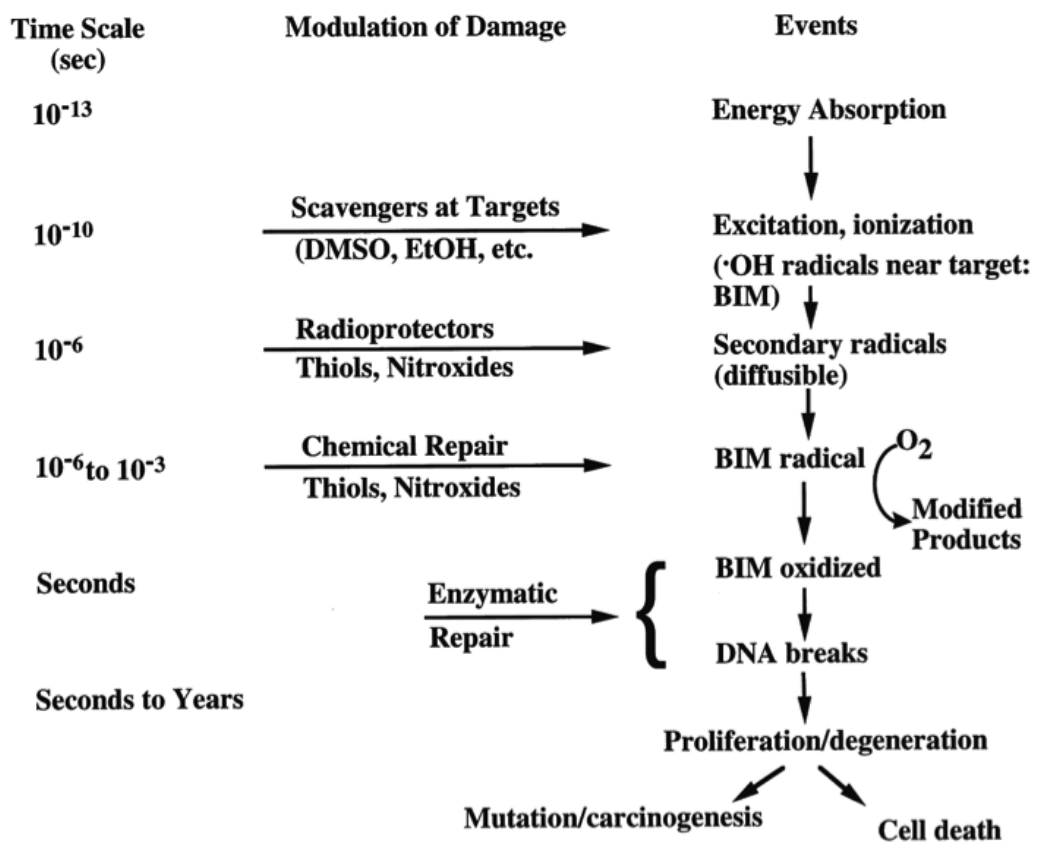 Time Scale
(sec)
Modulation of Damage
Events
10⁻¹³
Energy Absorption
10⁻¹⁰
Scavengers at Targets
(DMSO, EtOH, etc.
Excitation, ionization
(·OH radicals near target:
BIM)
10⁻⁶
Radioprotectors
Thiols, Nitroxides
Secondary radicals
(diffusible)
10⁻⁶ to 10⁻³
Chemical Repair
Thiols, Nitroxides
BIM radical
O₂
Modified
Products
Seconds
Enzymatic
Repair
{
BIM oxidized
DNA breaks
Seconds to Years
Proliferation/degeneration
Mutation/carcinogenesis
Cell death